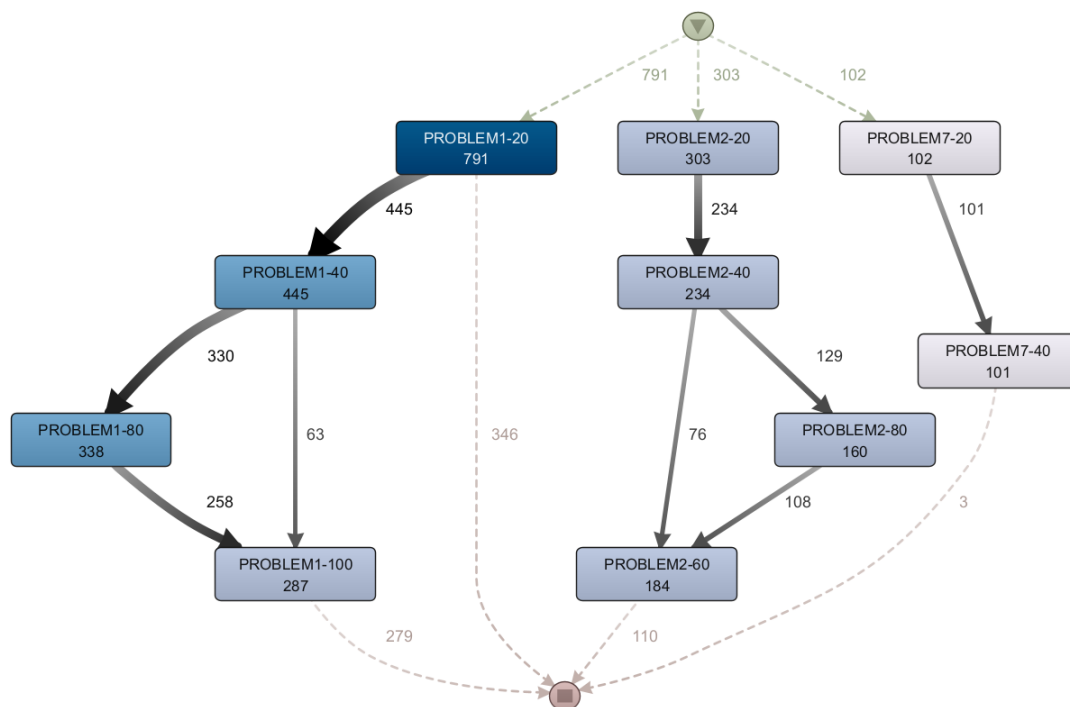 791
303
102
PROBLEM1-20
791
PROBLEM2-20
303
PROBLEM7-20
102
445
234
101
PROBLEM1-40
445
PROBLEM2-40
234
PROBLEM7-40
101
330
129
63
346
76
PROBLEM1-80
338
PROBLEM2-80
160
258
108
3
PROBLEM1-100
287
PROBLEM2-60
184
279
110